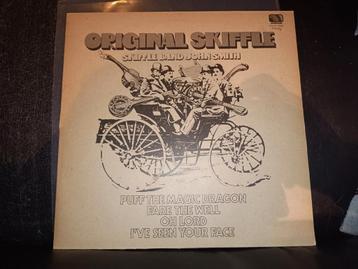 ORIGINAL SKIFFLE
SKIFFLE BAND JOHN SMITH
PUFF THE MAGIC DRAGON
FARE THE WELL
OH LORD
I'VE SEEN YOUR FACE